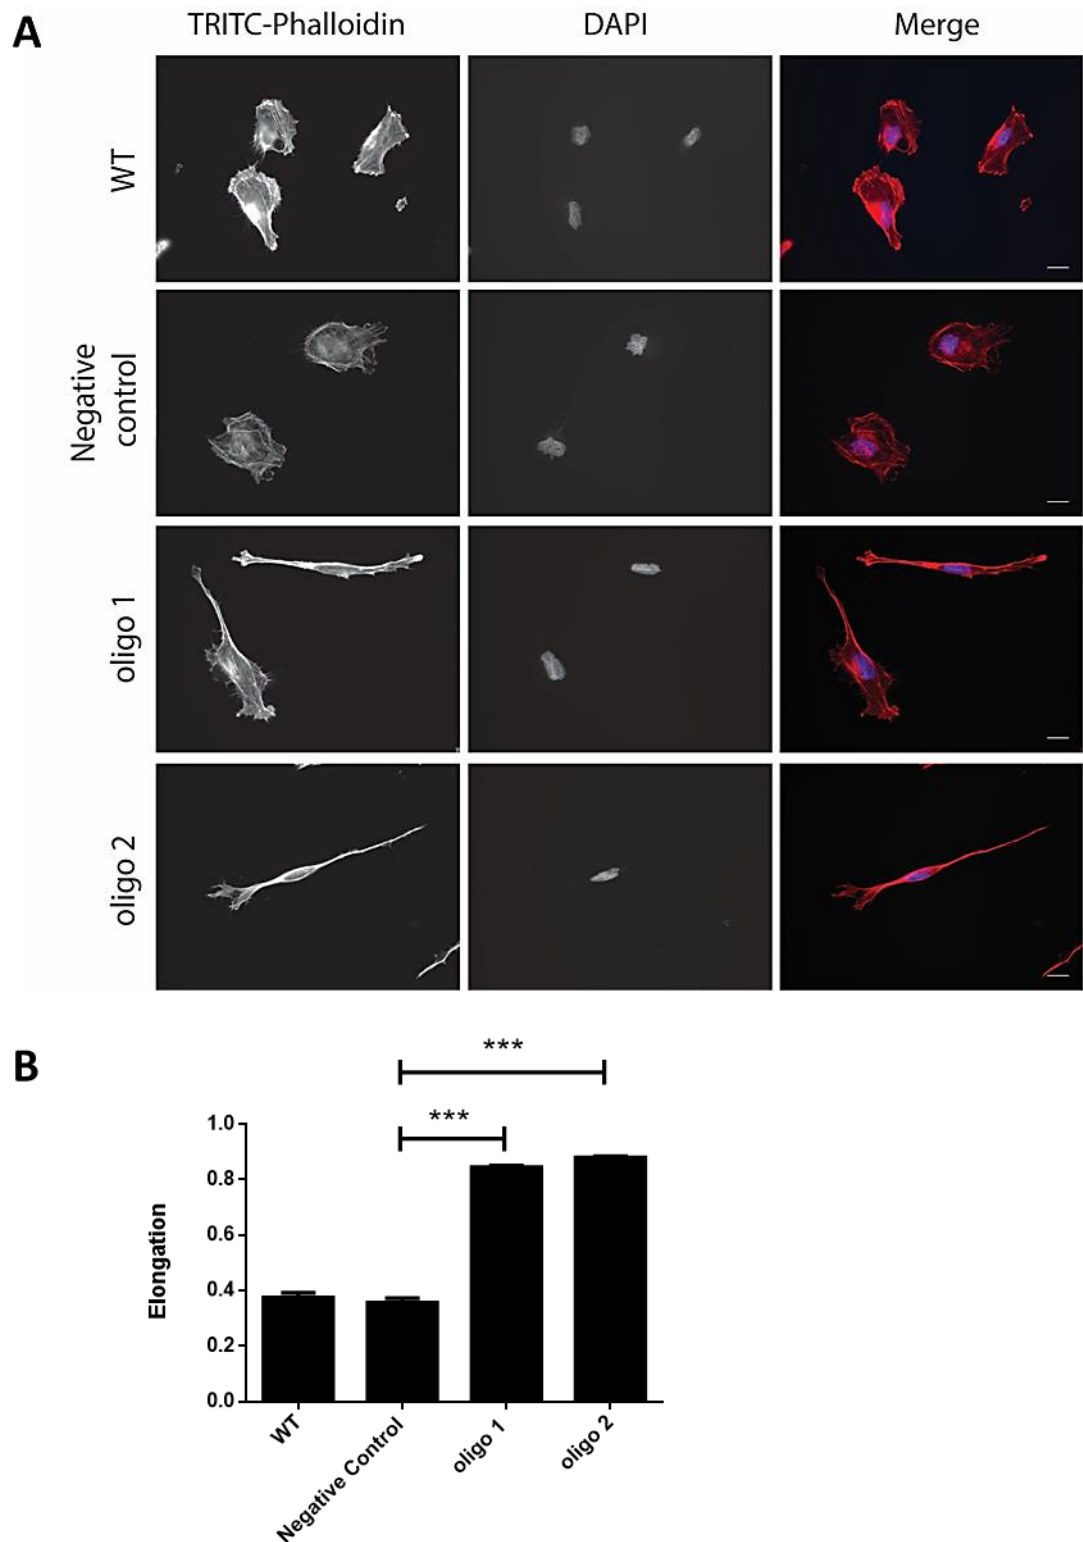 A
TRITC-Phalloidin
DAPI
Merge
WT
Negative
control
oligo 1
oligo 2
B
***
***
1.0
0.8
0.6
0.4
0.2
0.0
Elongation
WT
Negative Control
oligo 1
oligo 2